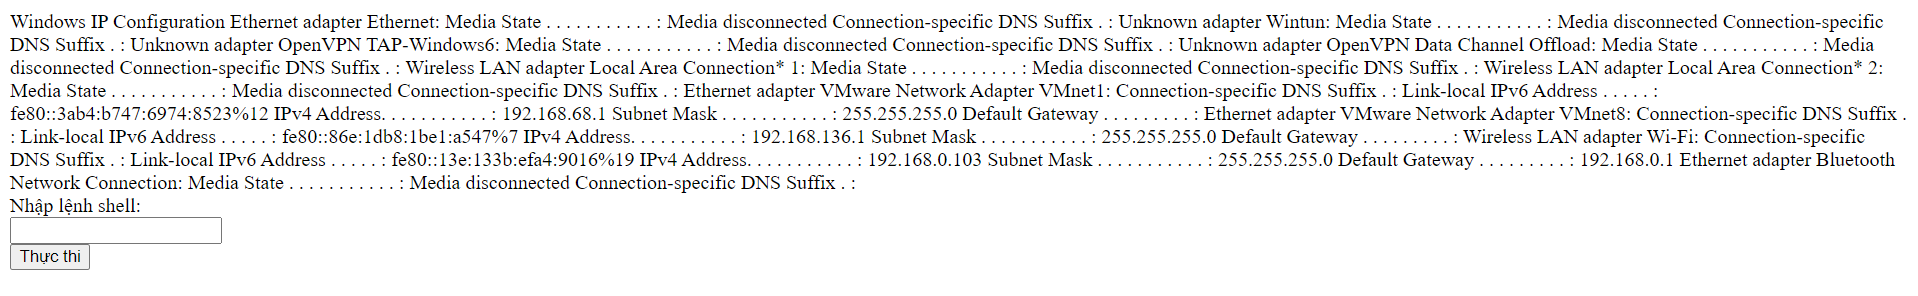 Windows IP Configuration Ethernet adapter Ethernet: Media State . . . . . . . . . . . : Media disconnected Connection-specific DNS Suffix . : Unknown adapter Wintun: Media State . . . . . . . . . . . : Media disconnected Connection-specific
DNS Suffix . : Unknown adapter OpenVPN TAP-Windows6: Media State . . . . . . . . . . . : Media disconnected Connection-specific DNS Suffix . : Unknown adapter OpenVPN Data Channel Offload: Media State . . . . . . . . . . . : Media
disconnected Connection-specific DNS Suffix . : Wireless LAN adapter Local Area Connection* 1: Media State . . . . . . . . . . . : Media disconnected Connection-specific DNS Suffix . : Wireless LAN adapter Local Area Connection* 2:
Media State . . . . . . . . . . . : Media disconnected Connection-specific DNS Suffix . : Ethernet adapter VMware Network Adapter VMnet1: Connection-specific DNS Suffix . : Link-local IPv6 Address . . . . . :
fe80::3ab4:b747:6974:8523%12 IPv4 Address. . . . . . . . . . . : 192.168.68.1 Subnet Mask . . . . . . . . . . . : 255.255.255.0 Default Gateway . . . . . . . . . : Ethernet adapter VMware Network Adapter VMnet8: Connection-specific DNS Suffix .
: Link-local IPv6 Address . . . . . : fe80::86e:1db8:1be1:a547%7 IPv4 Address. . . . . . . . . . . : 192.168.136.1 Subnet Mask . . . . . . . . . . . : 255.255.255.0 Default Gateway . . . . . . . . . : Wireless LAN adapter Wi-Fi: Connection-specific
DNS Suffix . : Link-local IPv6 Address . . . . . : fe80::13e:133b:efa4:9016%19 IPv4 Address. . . . . . . . . . . : 192.168.0.103 Subnet Mask . . . . . . . . . . . : 255.255.255.0 Default Gateway . . . . . . . . . : 192.168.0.1 Ethernet adapter Bluetooth
Network Connection: Media State . . . . . . . . . . . : Media disconnected Connection-specific DNS Suffix . :
Nhập lệnh shell:
Thực thi